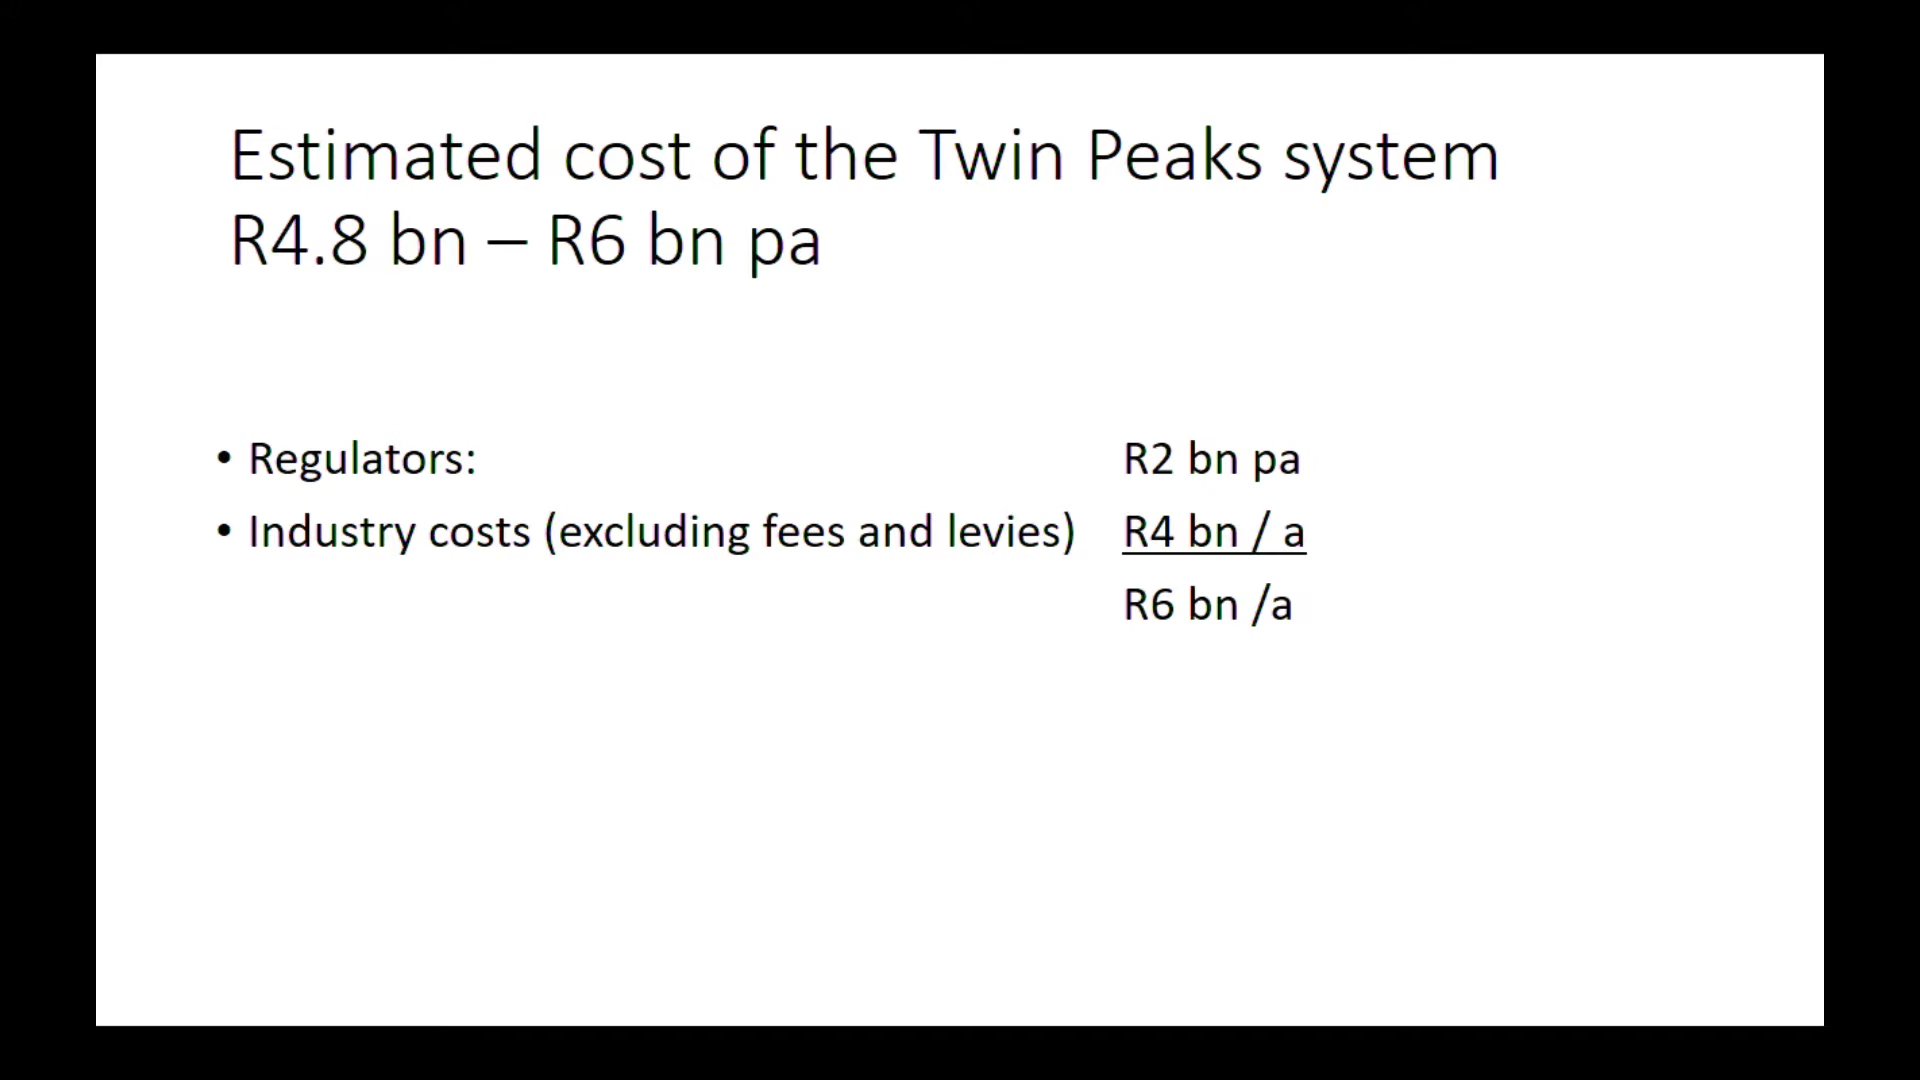 Estimated cost of the Twin Peaks system
R4.8 bn – R6 bn pa
• Regulators: R2 bn pa
• Industry costs (excluding fees and levies) R4 bn / a
R6 bn /a